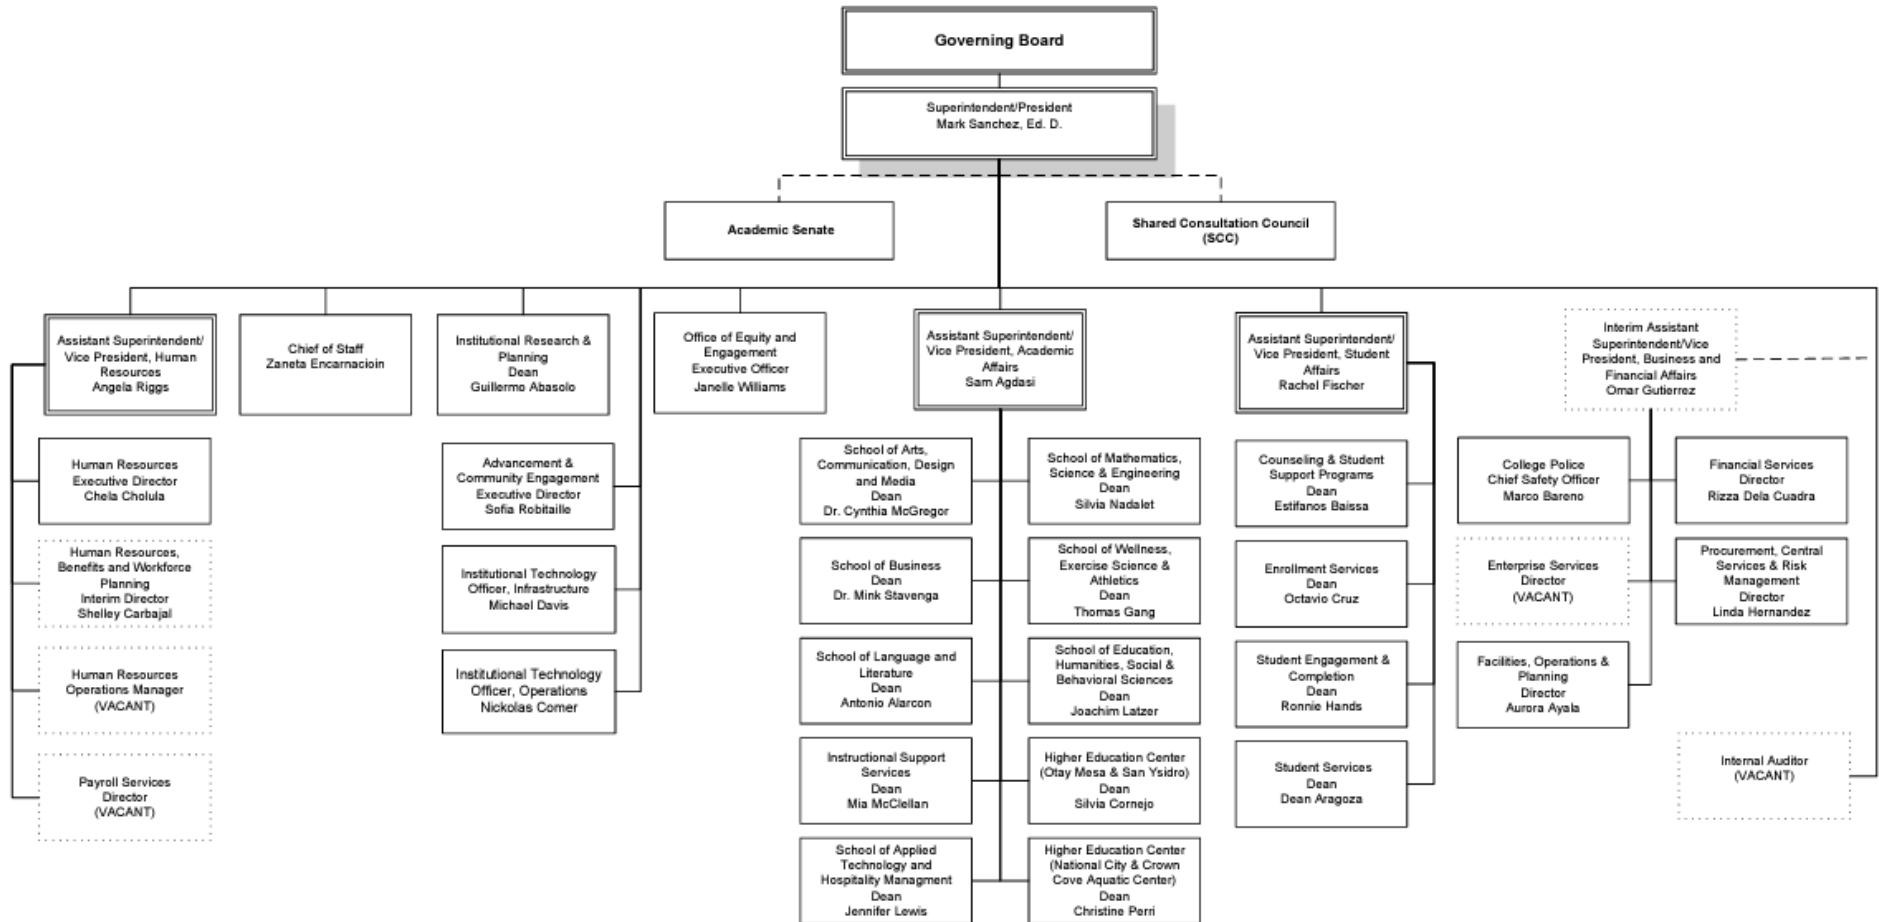 Governing Board
Superintendent/President
Mark Sanchez, Ed. D.
Academic Senate
Shared Consultation Council
(SCC)
Assistant Superintendent/
Vice President, Human
Resources
Angela Riggs
Chief of Staff
Zaneta Encarnacioin
Institutional Research &
Planning
Dean
Guillermo Abasolo
Office of Equity and
Engagement
Executive Officer
Janelle Williams
Assistant Superintendent/
Vice President, Academic
Affairs
Sam Agdasi
Assistant Superintendent/
Vice President, Student
Affairs
Rachel Fischer
Interim Assistant
Superintendent/Vice
President, Business and
Financial Affairs
Omar Gutierrez
Human Resources
Executive Director
Chela Cholula
Human Resources,
Benefits and Workforce
Planning
Interim Director
Shelley Carbajal
Human Resources
Operations Manager
(VACANT)
Payroll Services
Director
(VACANT)
Advancement &
Community Engagement
Executive Director
Sofia Robitaille
Institutional Technology
Officer, Infrastructure
Michael Davis
Institutional Technology
Officer, Operations
Nickolas Comer
School of Arts,
Communication, Design
and Media
Dean
Dr. Cynthia McGregor
School of Mathematics,
Science & Engineering
Dean
Silvia Nadalet
School of Business
Dean
Dr. Mink Stavenga
School of Wellness,
Exercise Science &
Athletics
Dean
Thomas Gang
School of Language and
Literature
Dean
Antonio Alarcon
School of Education,
Humanities, Social &
Behavioral Sciences
Dean
Joachim Latzer
Instructional Support
Services
Dean
Mia McClellan
Higher Education Center
(Otay Mesa & San Ysidro)
Dean
Silvia Cornejo
School of Applied
Technology and
Hospitality Managment
Dean
Jennifer Lewis
Higher Education Center
(National City & Crown
Cove Aquatic Center)
Dean
Christine Perri
Counseling & Student
Support Programs
Dean
Estifanos Baissa
Enrollment Services
Dean
Octavio Cruz
Student Engagement &
Completion
Dean
Ronnie Hands
Student Services
Dean
Dean Aragoza
College Police
Chief Safety Officer
Marco Bareno
Financial Services
Director
Rizza Dela Cuadra
Enterprise Services
Director
(VACANT)
Procurement, Central
Services & Risk
Management
Director
Linda Hernandez
Facilities, Operations &
Planning
Director
Aurora Ayala
Internal Auditor
(VACANT)